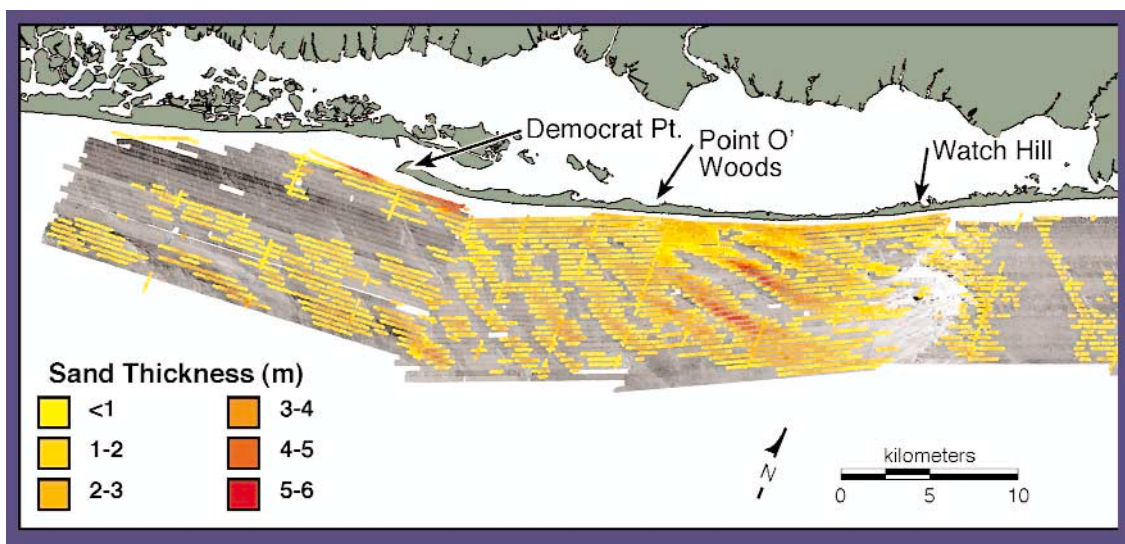 Democrat Pt.
Point O'
Woods
Watch Hill
Sand Thickness (m)
<1
3-4
1-2
4-5
2-3
5-6
N
kilometers
0 5 10